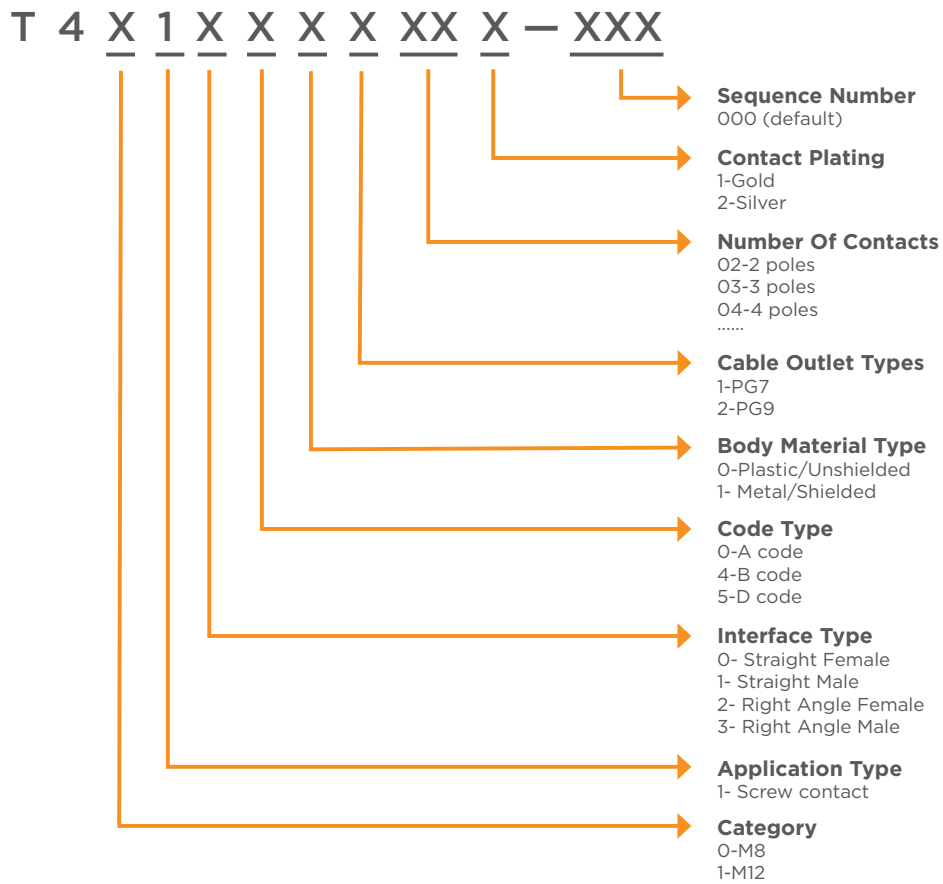 T 4 X 1 X X X X XX X — XXX
Sequence Number
000 (default)
Contact Plating
1-Gold
2-Silver
Number Of Contacts
02-2 poles
03-3 poles
04-4 poles
......
Cable Outlet Types
1-PG7
2-PG9
Body Material Type
0-Plastic/Unshielded
1- Metal/Shielded
Code Type
0-A code
4-B code
5-D code
Interface Type
0- Straight Female
1- Straight Male
2- Right Angle Female
3- Right Angle Male
Application Type
1- Screw contact
Category
0-M8
1-M12